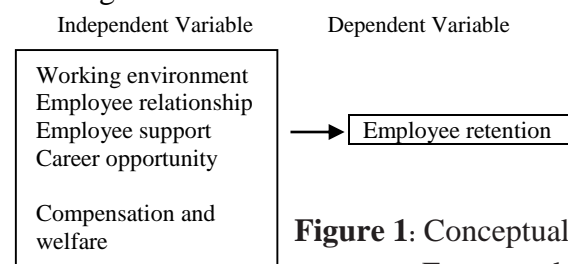 Independent Variable Dependent Variable
Working environment
Employee relationship
Employee support
Career opportunity
Employee retention
Compensation and
welfare
Figure 1: Conceptual